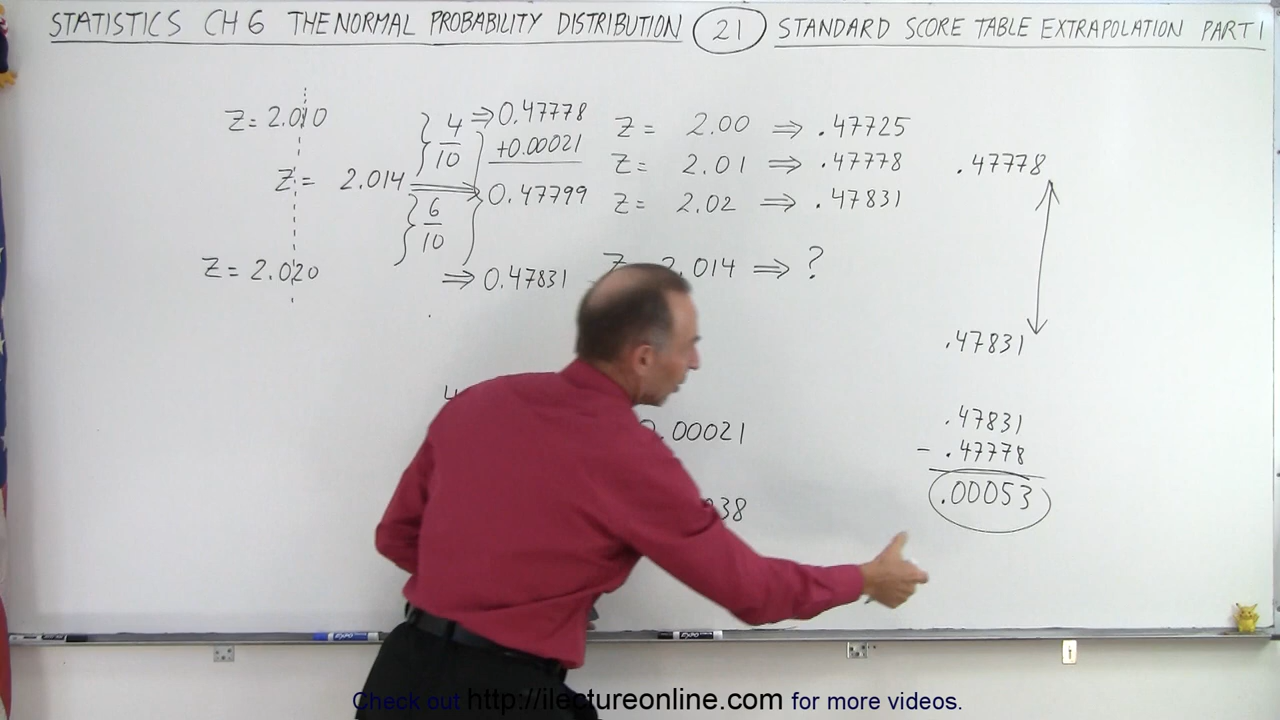 STATISTICS CH 6 THE NORMAL PROBABILITY DISTRIBUTION 21 STANDARD SCORE TABLE EXTRAPOLATION PART 1
Z = 2.010
4/10 ⇒ 0.47778
+0.00021
Z = 2.014 ⇒ 0.47799
6/10
Z = 2.020 ⇒ 0.47831
Z = 2.00 ⇒ .47725
Z = 2.01 ⇒ .47778
Z = 2.02 ⇒ .47831
2.014 ⇒ ?
.00021
38
.47778
.47831
.47831
- .47778
.00053
EXPO
EXPO
Check out http://ilectureonline.com for more videos.